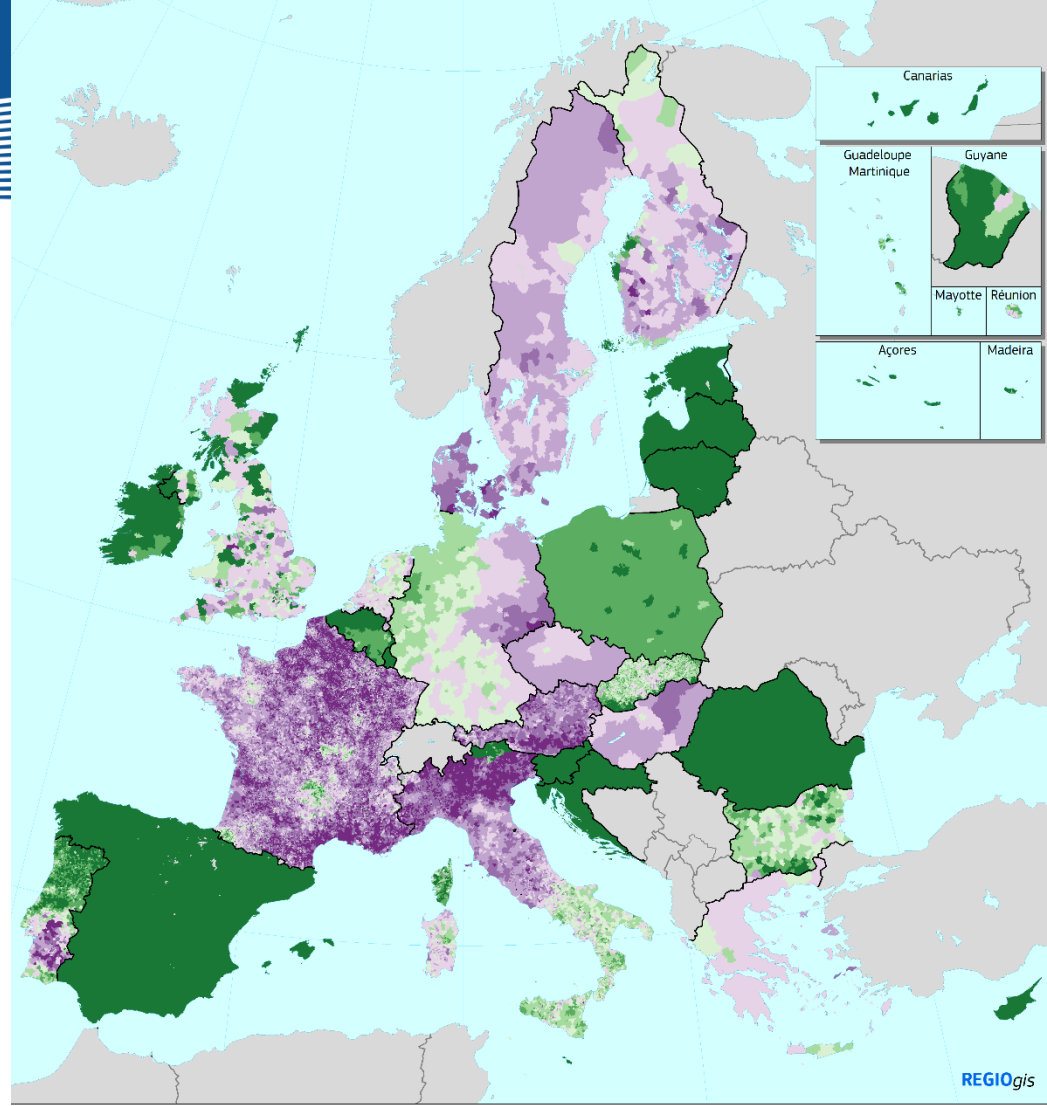 Canarias
Guadeloupe
Martinique
Guyane
Mayotte
Réunion
Açores
Madeira
REGIOgis